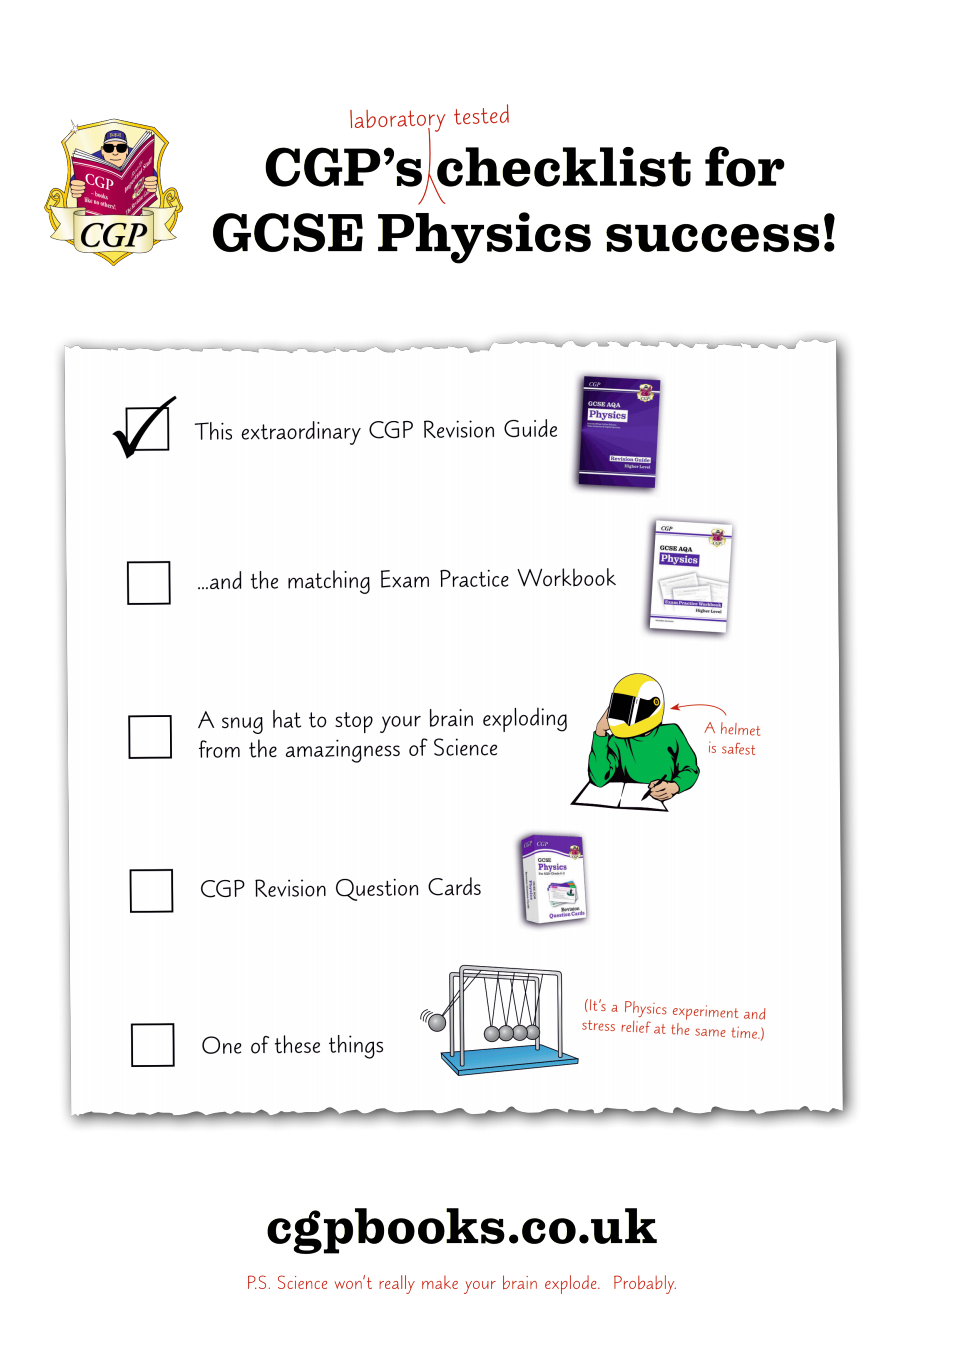 laboratory tested
CGP's checklist for
GCSE Physics success!
CGP
– books
like no others!
CGP
This extraordinary CGP Revision Guide
CGP
GCSE AQA
Physics
Revision Guide
Higher Level
...and the matching Exam Practice Workbook
CGP
GCSE AQA
Physics
Exam Practice Workbook
Higher Level
A snug hat to stop your brain exploding
from the amazingness of Science
A helmet
is safest
CGP Revision Question Cards
CGP
CGP
GCSE
Physics
Physics
Revision
Question Cards
One of these things
(It's a Physics experiment and
stress relief at the same time.)
cgpbooks.co.uk
P.S. Science won't really make your brain explode. Probably.